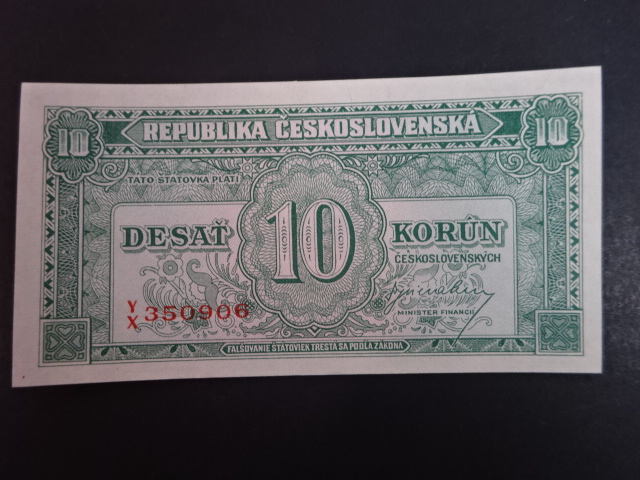 10 REPUBLIKA ČESKOSLOVENSKÁ 10
TÁTO ŠTÁTOVKA PLATÍ
DESAŤ 10 KORÚN
ČESKOSLOVENSKÝCH
Y/X 350906
MINISTER FINANCIÍ
FALŠOVANIE ŠTÁTOVIEK TRESTÁ SA PODĽA ZÁKONA